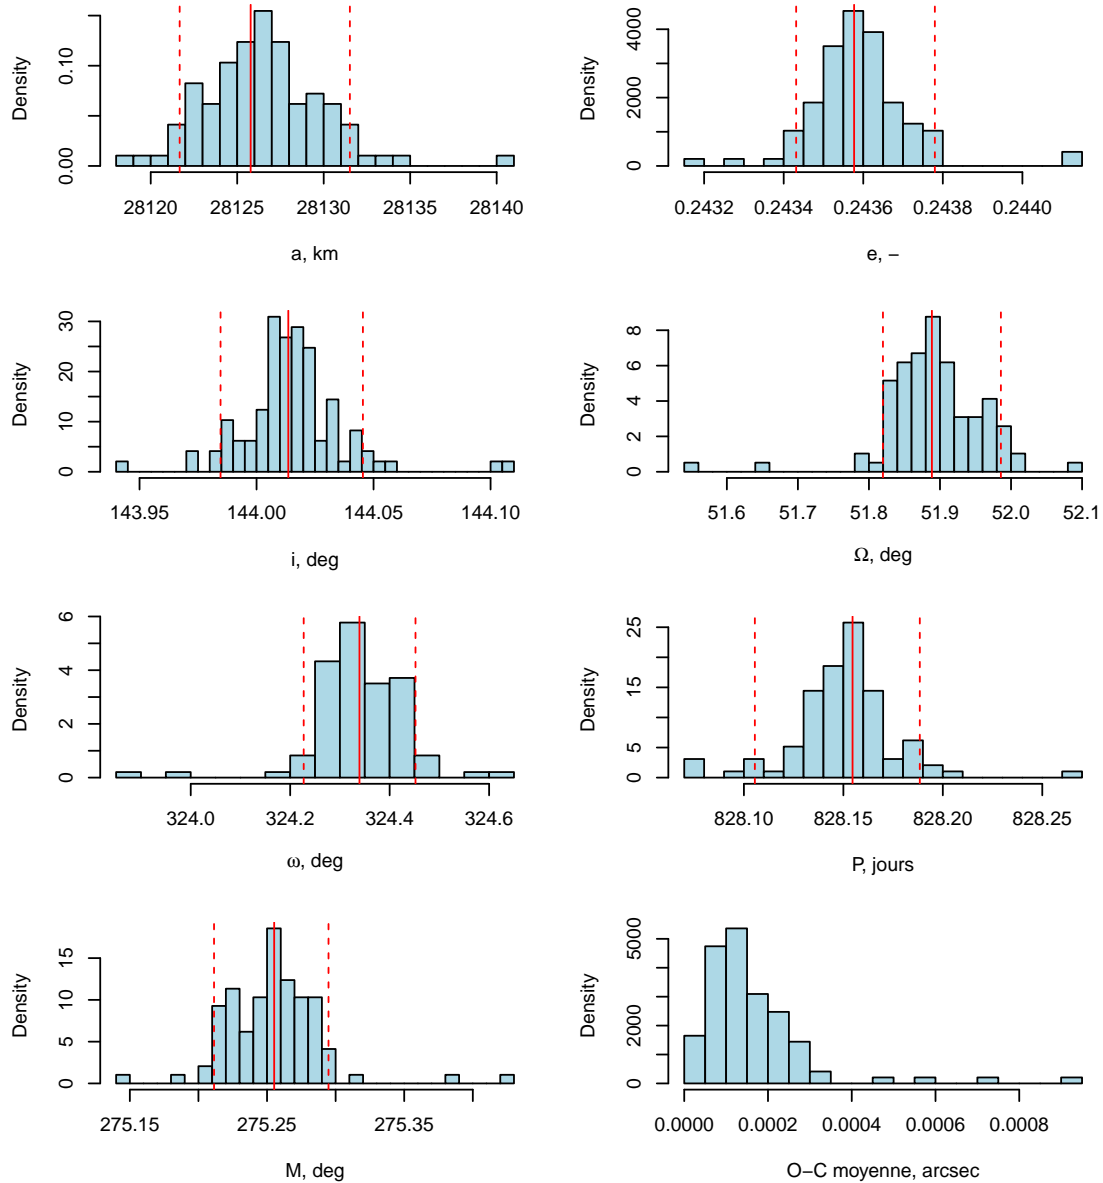 Density
0.00 0.10
28120 28125 28130 28135 28140
a, km
Density
0 2000 4000
0.2432 0.2434 0.2436 0.2438 0.2440
e, −
Density
0 10 20 30
143.95 144.00 144.05 144.10
i, deg
Density
0 2 4 6 8
51.6 51.7 51.8 51.9 52.0 52.1
Ω, deg
Density
0 2 4 6
324.0 324.2 324.4 324.6
ω, deg
Density
0 5 15 25
828.10 828.15 828.20 828.25
P, jours
Density
0 5 10 15
275.15 275.25 275.35
M, deg
Density
0 2000 5000
0.0000 0.0002 0.0004 0.0006 0.0008
O−C moyenne, arcsec